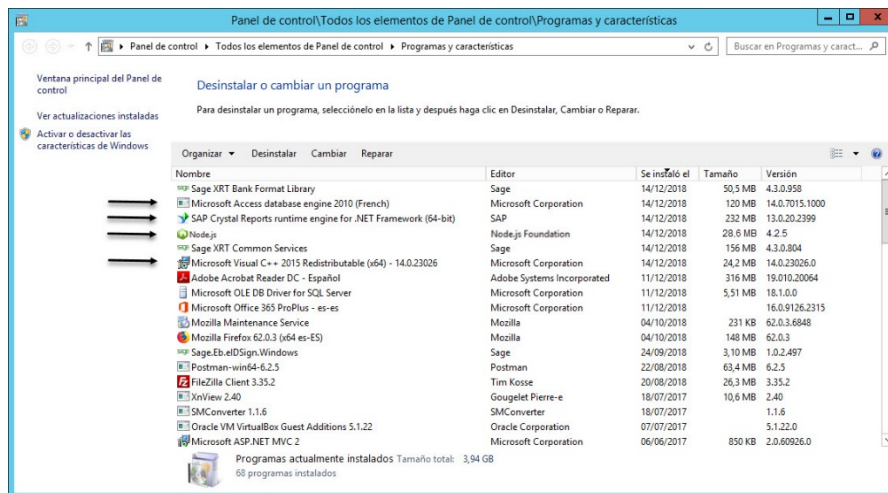 Panel de control\Todos los elementos de Panel de control\Programas y características
Panel de control ▸ Todos los elementos de Panel de control ▸ Programas y características
Buscar en Programas y caract...
Ventana principal del Panel de
control
Ver actualizaciones instaladas
Activar o desactivar las
características de Windows
Desinstalar o cambiar un programa
Para desinstalar un programa, selecciónelo en la lista y después haga clic en Desinstalar, Cambiar o Reparar.
Organizar Desinstalar Cambiar Reparar
Nombre Editor Se instaló el Tamaño Versión
Sage XRT Bank Format Library Sage 14/12/2018 50,5 MB 4.3.0.958
Microsoft Access database engine 2010 (French) Microsoft Corporation 14/12/2018 120 MB 14.0.7015.1000
SAP Crystal Reports runtime engine for .NET Framework (64-bit) SAP 14/12/2018 232 MB 13.0.20.2399
Node.js Node.js Foundation 14/12/2018 28.6 MB 4.2.5
Sage XRT Common Services Sage 14/12/2018 156 MB 4.3.0.804
Microsoft Visual C++ 2015 Redistributable (x64) - 14.0.23026 Microsoft Corporation 14/12/2018 24,2 MB 14.0.23026.0
Adobe Acrobat Reader DC - Español Adobe Systems Incorporated 11/12/2018 316 MB 19.010.20064
Microsoft OLE DB Driver for SQL Server Microsoft Corporation 11/12/2018 5,51 MB 18.1.0.0
Microsoft Office 365 ProPlus - es-es Microsoft Corporation 11/12/2018 16.0.9126.2315
Mozilla Maintenance Service Mozilla 04/10/2018 231 KB 62.0.3.6848
Mozilla Firefox 62.0.3 (x64 es-ES) Mozilla 04/10/2018 148 MB 62.0.3
Sage.Eb.eIDSign.Windows Sage 24/09/2018 3,10 MB 1.0.2.497
Postman-win64-6.2.5 Postman 22/08/2018 63,4 MB 6.2.5
FileZilla Client 3.35.2 Tim Kosse 20/08/2018 26,3 MB 3.35.2
XnView 2.40 Gougelet Pierre-e 18/07/2017 10,6 MB 2.40
SMConverter 1.1.6 SMConverter 18/07/2017 1.1.6
Oracle VM VirtualBox Guest Additions 5.1.22 Oracle Corporation 07/07/2017 5.1.22.0
Microsoft ASP.NET MVC 2 Microsoft Corporation 06/06/2017 850 KB 2.0.60926.0
Programas actualmente instalados Tamaño total: 3,94 GB
68 programas instalados